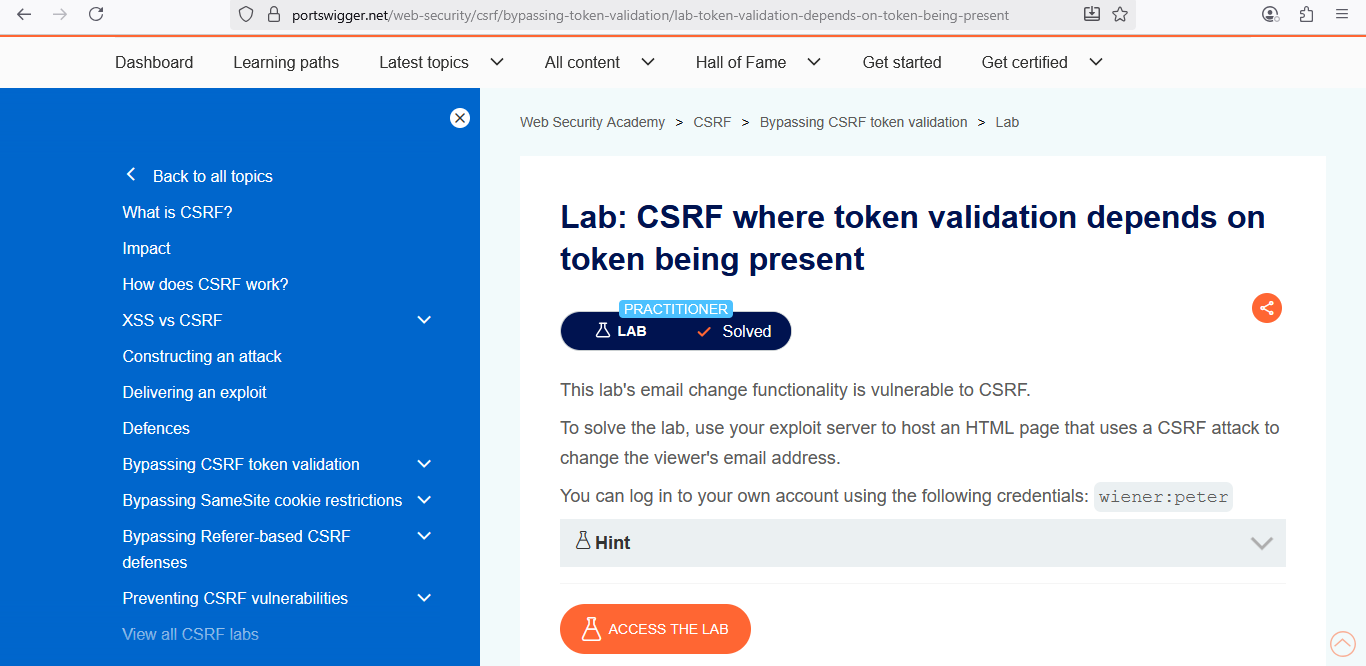 portswigger.net/web-security/csrf/bypassing-token-validation/lab-token-validation-depends-on-token-being-present
Dashboard Learning paths Latest topics All content Hall of Fame Get started Get certified
Back to all topics
What is CSRF?
Impact
How does CSRF work?
XSS vs CSRF
Constructing an attack
Delivering an exploit
Defences
Bypassing CSRF token validation
Bypassing SameSite cookie restrictions
Bypassing Referer-based CSRF
defenses
Preventing CSRF vulnerabilities
View all CSRF labs
Web Security Academy > CSRF > Bypassing CSRF token validation > Lab
Lab: CSRF where token validation depends on
token being present
PRACTITIONER
LAB Solved
This lab's email change functionality is vulnerable to CSRF.
To solve the lab, use your exploit server to host an HTML page that uses a CSRF attack to
change the viewer's email address.
You can log in to your own account using the following credentials: wiener:peter
Hint
ACCESS THE LAB